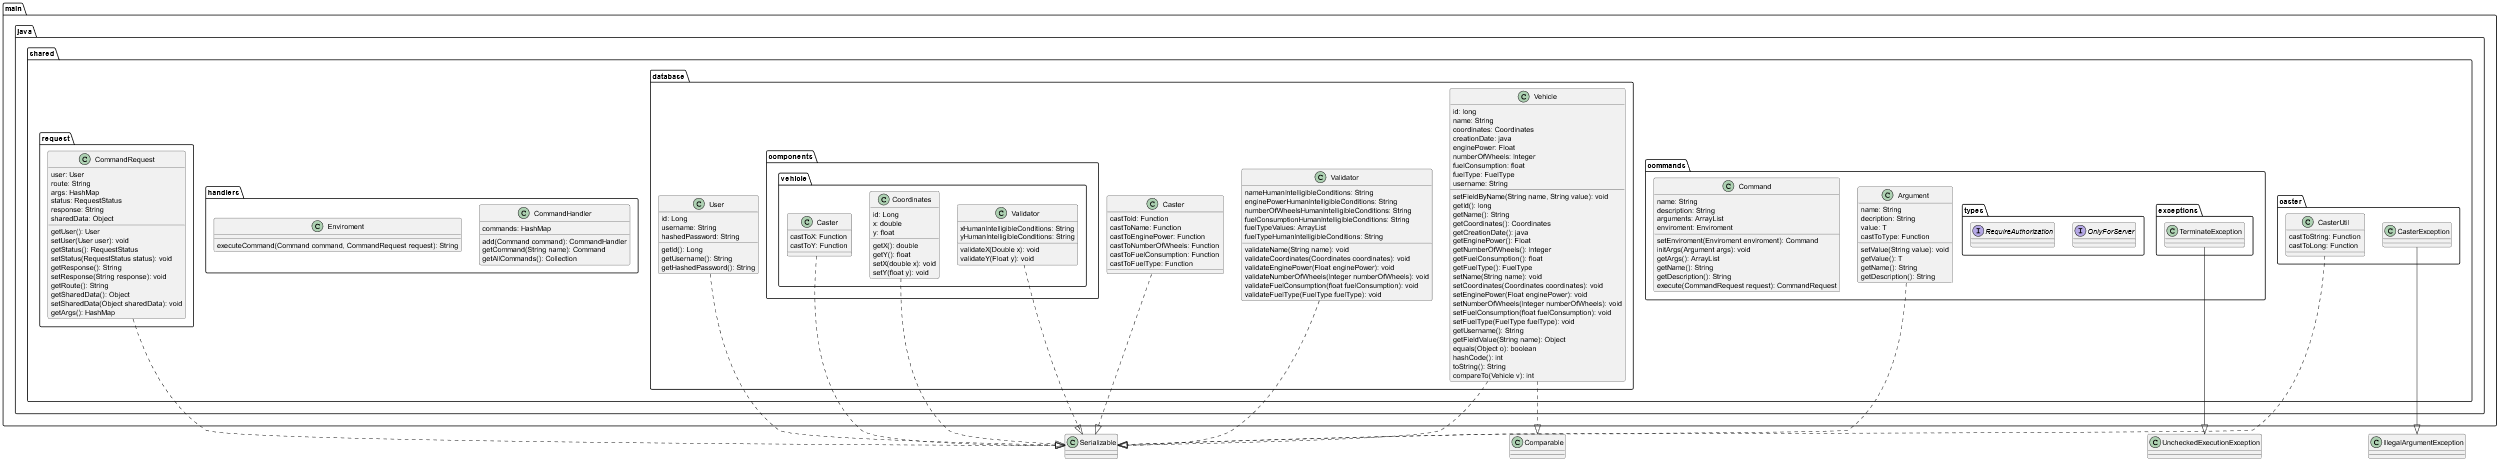 main
java
shared
request
CommandRequest
user: User
route: String
args: HashMap
status: RequestStatus
response: String
sharedData: Object
getUser(): User
setUser(User user): void
getStatus(): RequestStatus
setStatus(RequestStatus status): void
getResponse(): String
setResponse(String response): void
getRoute(): String
getSharedData(): Object
setSharedData(Object sharedData): void
getArgs(): HashMap
handlers
Enviroment
executeCommand(Command command, CommandRequest request): String
CommandHandler
commands: HashMap
add(Command command): CommandHandler
getCommand(String name): Command
getAllCommands(): Collection
database
User
id: Long
username: String
hashedPassword: String
getId(): Long
getUsername(): String
getHashedPassword(): String
components
vehicle
Caster
castToX: Function
castToY: Function
Coordinates
id: Long
x: double
y: float
getX(): double
getY(): float
setX(double x): void
setY(float y): void
Validator
xHumanIntelligibleConditions: String
yHumanIntelligibleConditions: String
validateX(Double x): void
validateY(Float y): void
Caster
castToId: Function
castToName: Function
castToEnginePower: Function
castToNumberOfWheels: Function
castToFuelConsumption: Function
castToFuelType: Function
Validator
nameHumanIntelligibleConditions: String
enginePowerHumanIntelligibleConditions: String
numberOfWheelsHumanIntelligibleConditions: String
fuelConsumptionHumanIntelligibleConditions: String
fuelTypeValues: ArrayList
fuelTypeHumanIntelligibleConditions: String
validateName(String name): void
validateCoordinates(Coordinates coordinates): void
validateEnginePower(Float enginePower): void
validateNumberOfWheels(Integer numberOfWheels): void
validateFuelConsumption(float fuelConsumption): void
validateFuelType(FuelType fuelType): void
Vehicle
id: long
name: String
coordinates: Coordinates
creationDate: java
enginePower: Float
numberOfWheels: Integer
fuelConsumption: float
fuelType: FuelType
username: String
setFieldByName(String name, String value): void
getId(): long
getName(): String
getCoordinates(): Coordinates
getCreationDate(): java
getEnginePower(): Float
getNumberOfWheels(): Integer
getFuelConsumption(): float
getFuelType(): FuelType
setName(String name): void
setCoordinates(Coordinates coordinates): void
setEnginePower(Float enginePower): void
setNumberOfWheels(Integer numberOfWheels): void
setFuelConsumption(float fuelConsumption): void
setFuelType(FuelType fuelType): void
getUsername(): String
getFieldValue(String name): Object
equals(Object o): boolean
hashCode(): int
toString(): String
compareTo(Vehicle v): int
commands
Command
name: String
description: String
arguments: ArrayList
enviroment: Enviroment
setEnviroment(Enviroment enviroment): Command
initArgs(Argument args): void
getArgs(): ArrayList
getName(): String
getDescription(): String
execute(CommandRequest request): CommandRequest
Argument
name: String
decription: String
value: T
castToType: Function
setValue(String value): void
getValue(): T
getName(): String
getDescription(): String
types
RequireAuthorization
OnlyForServer
exceptions
TerminateException
caster
CasterUtil
castToString: Function
castToLong: Function
CasterException
Serializable
Comparable
UncheckedExecutionException
IllegalArgumentException